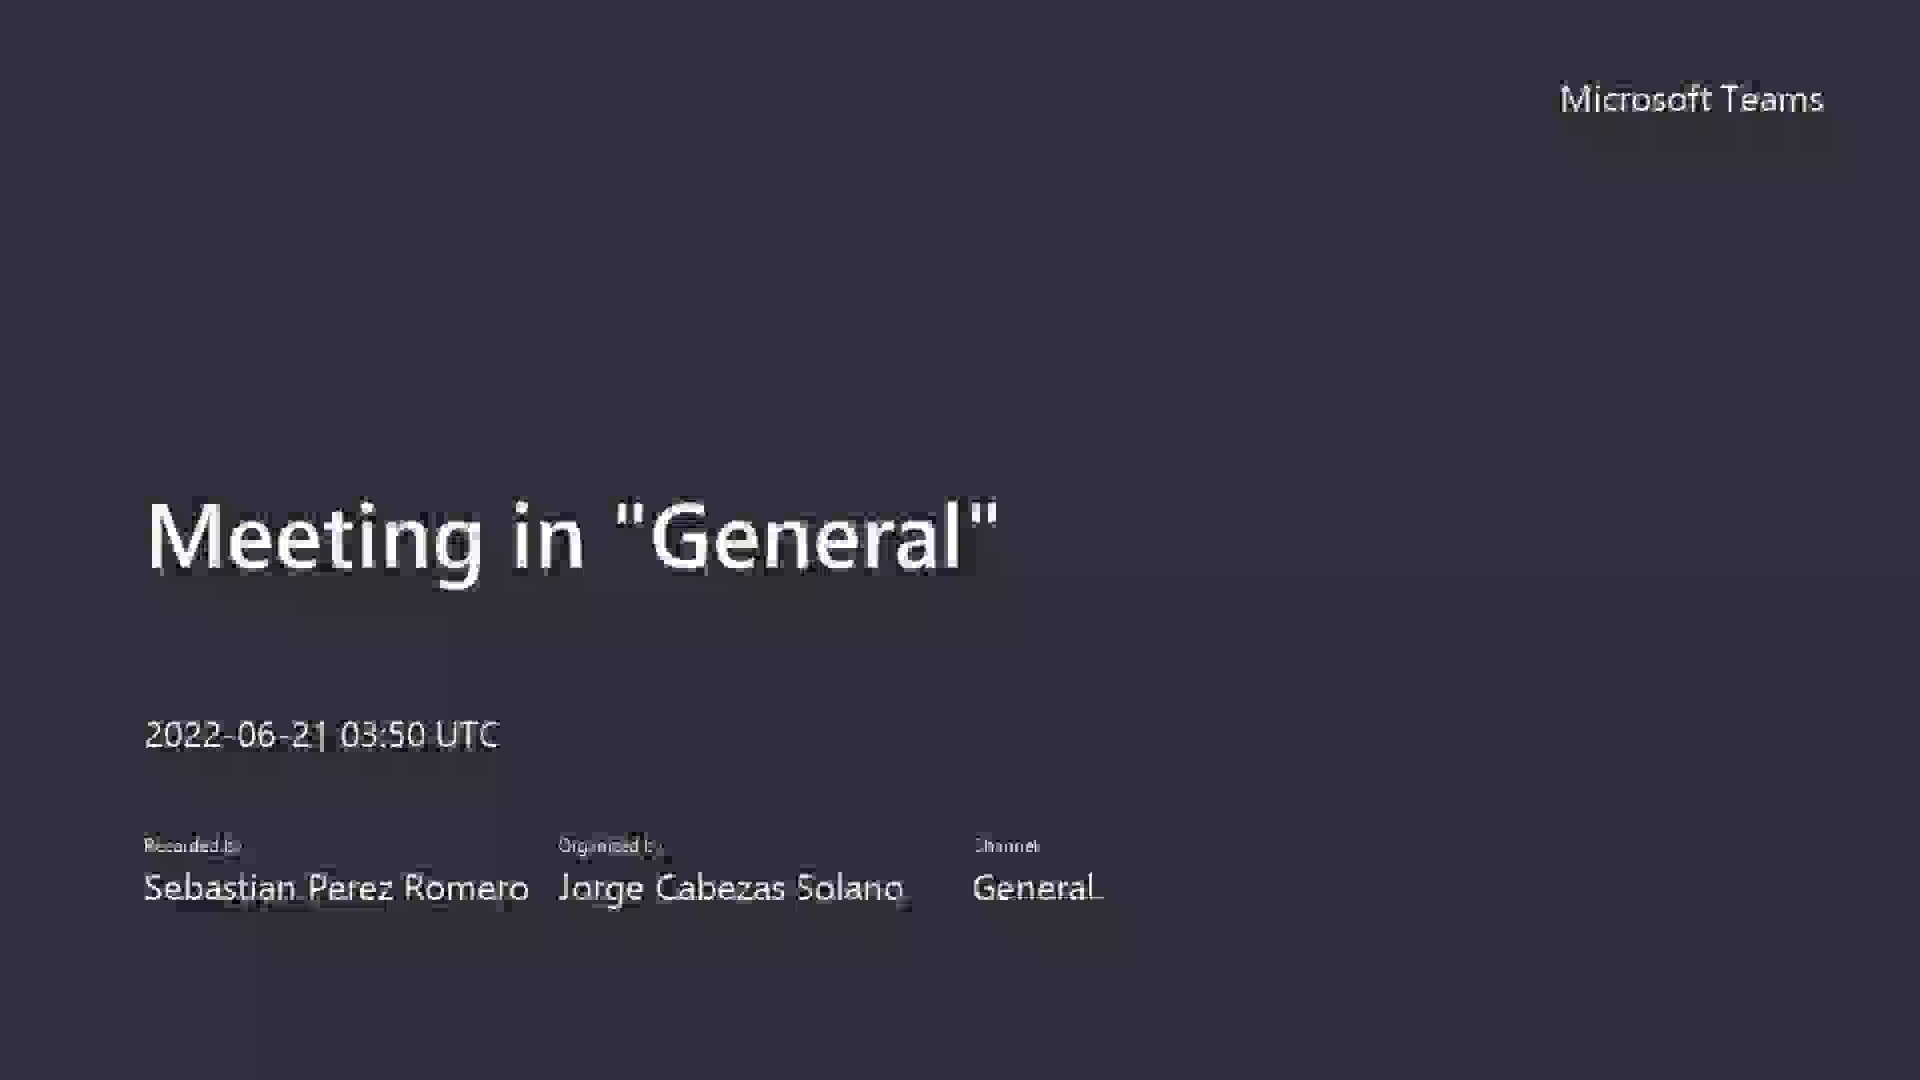 Microsoft Teams
Meeting in "General"
2022-06-21 03:50 UTC
Recorded by
Organized by
Channel
Sebastian Perez Romero
Jorge Cabezas Solano
General